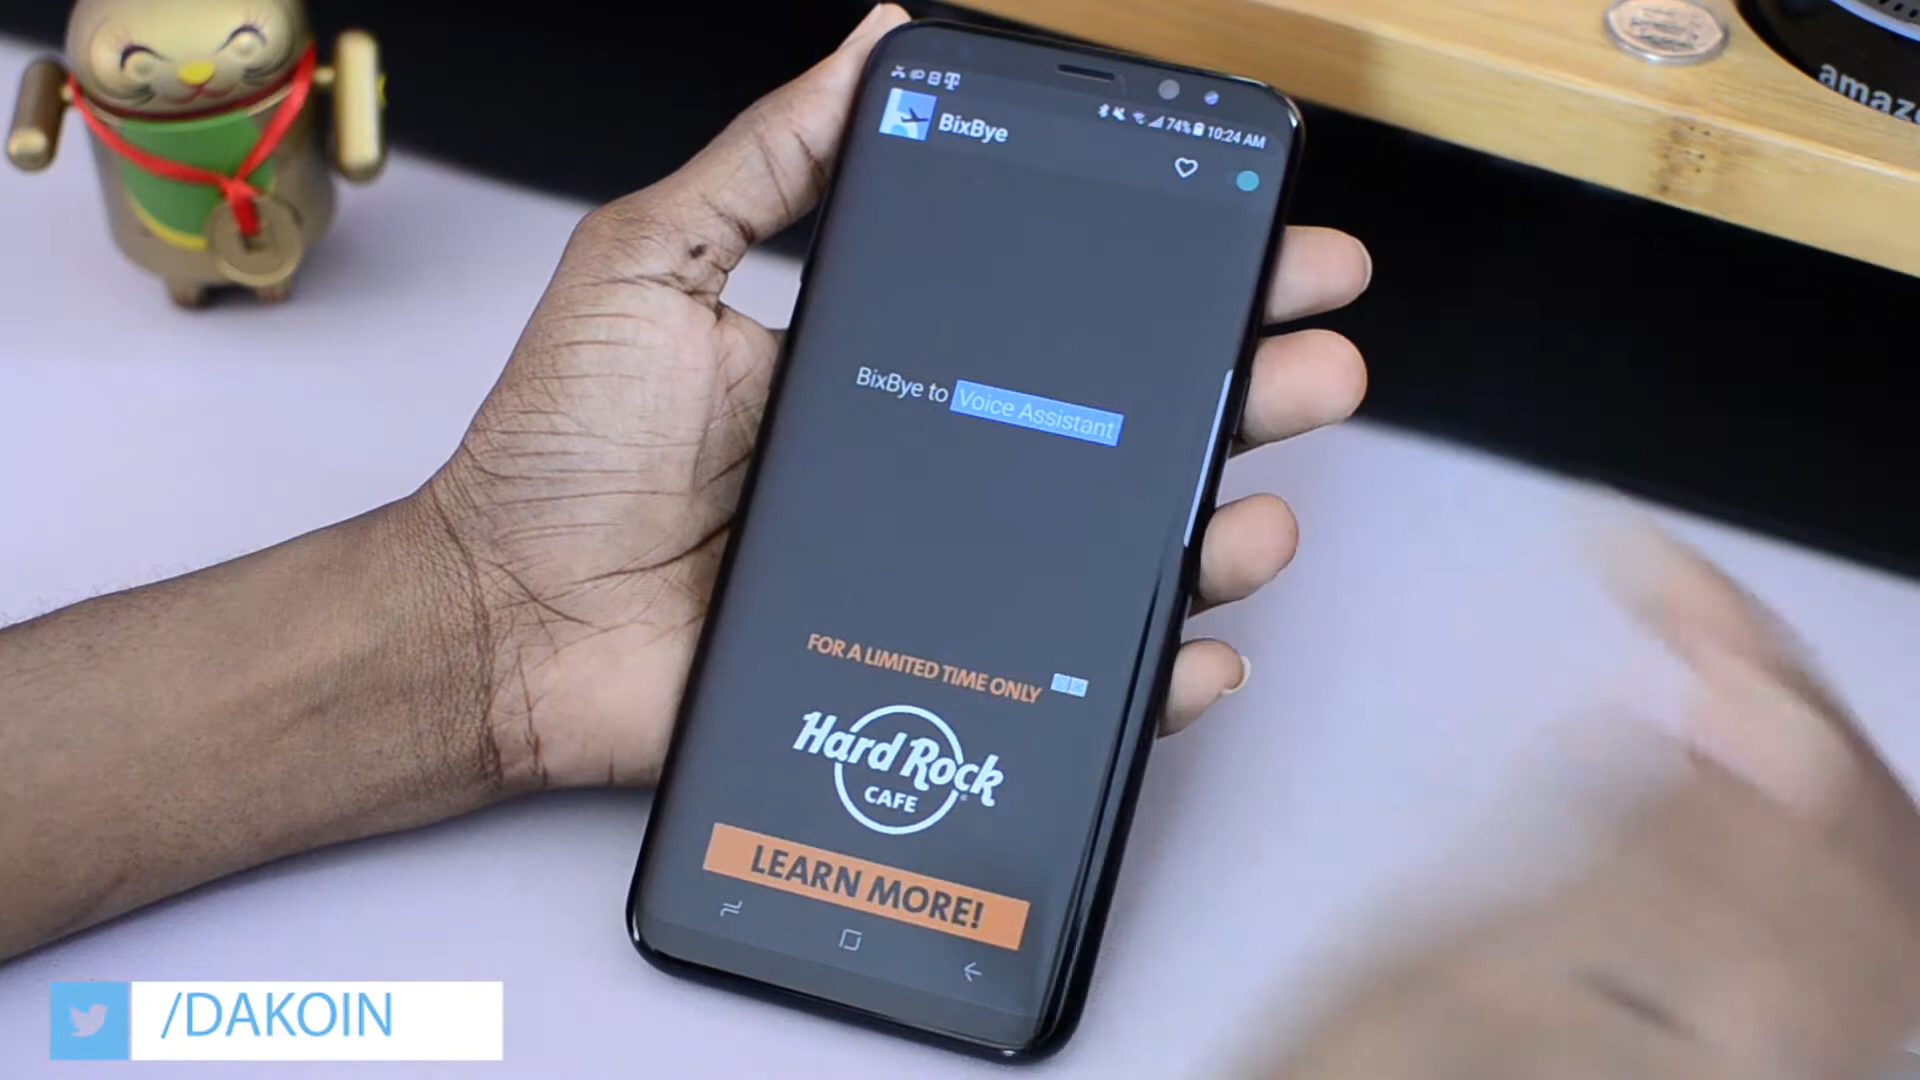 BixBye
74% 10:24 AM
BixBye to Voice Assistant
FOR A LIMITED TIME ONLY
Hard Rock
CAFE
LEARN MORE!
/DAKOIN